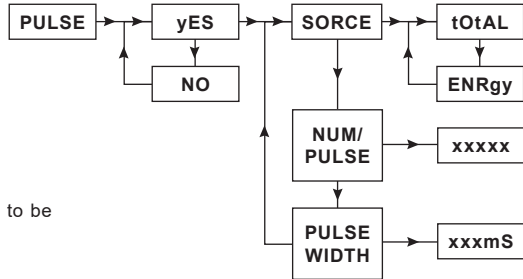 PULSE
yES
SORCE
tOtAL
NO
ENRgy
NUM/
PULSE
xxxxx
to be
PULSE
WIDTH
xxxmS